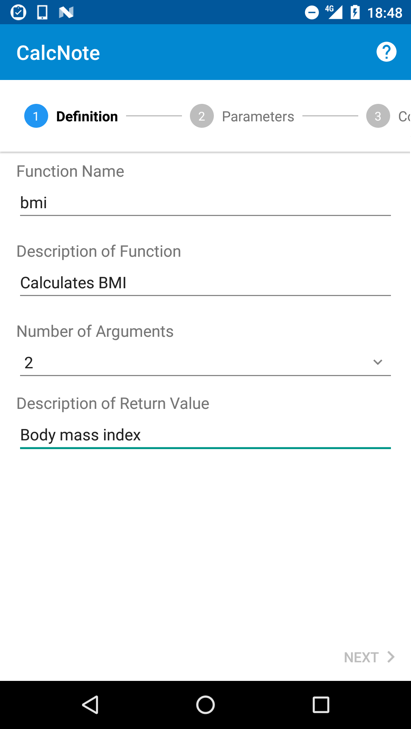 4G 18:48
CalcNote
1 Definition 2 Parameters 3 Co
Function Name
bmi
Description of Function
Calculates BMI
Number of Arguments
2
Description of Return Value
Body mass index
NEXT